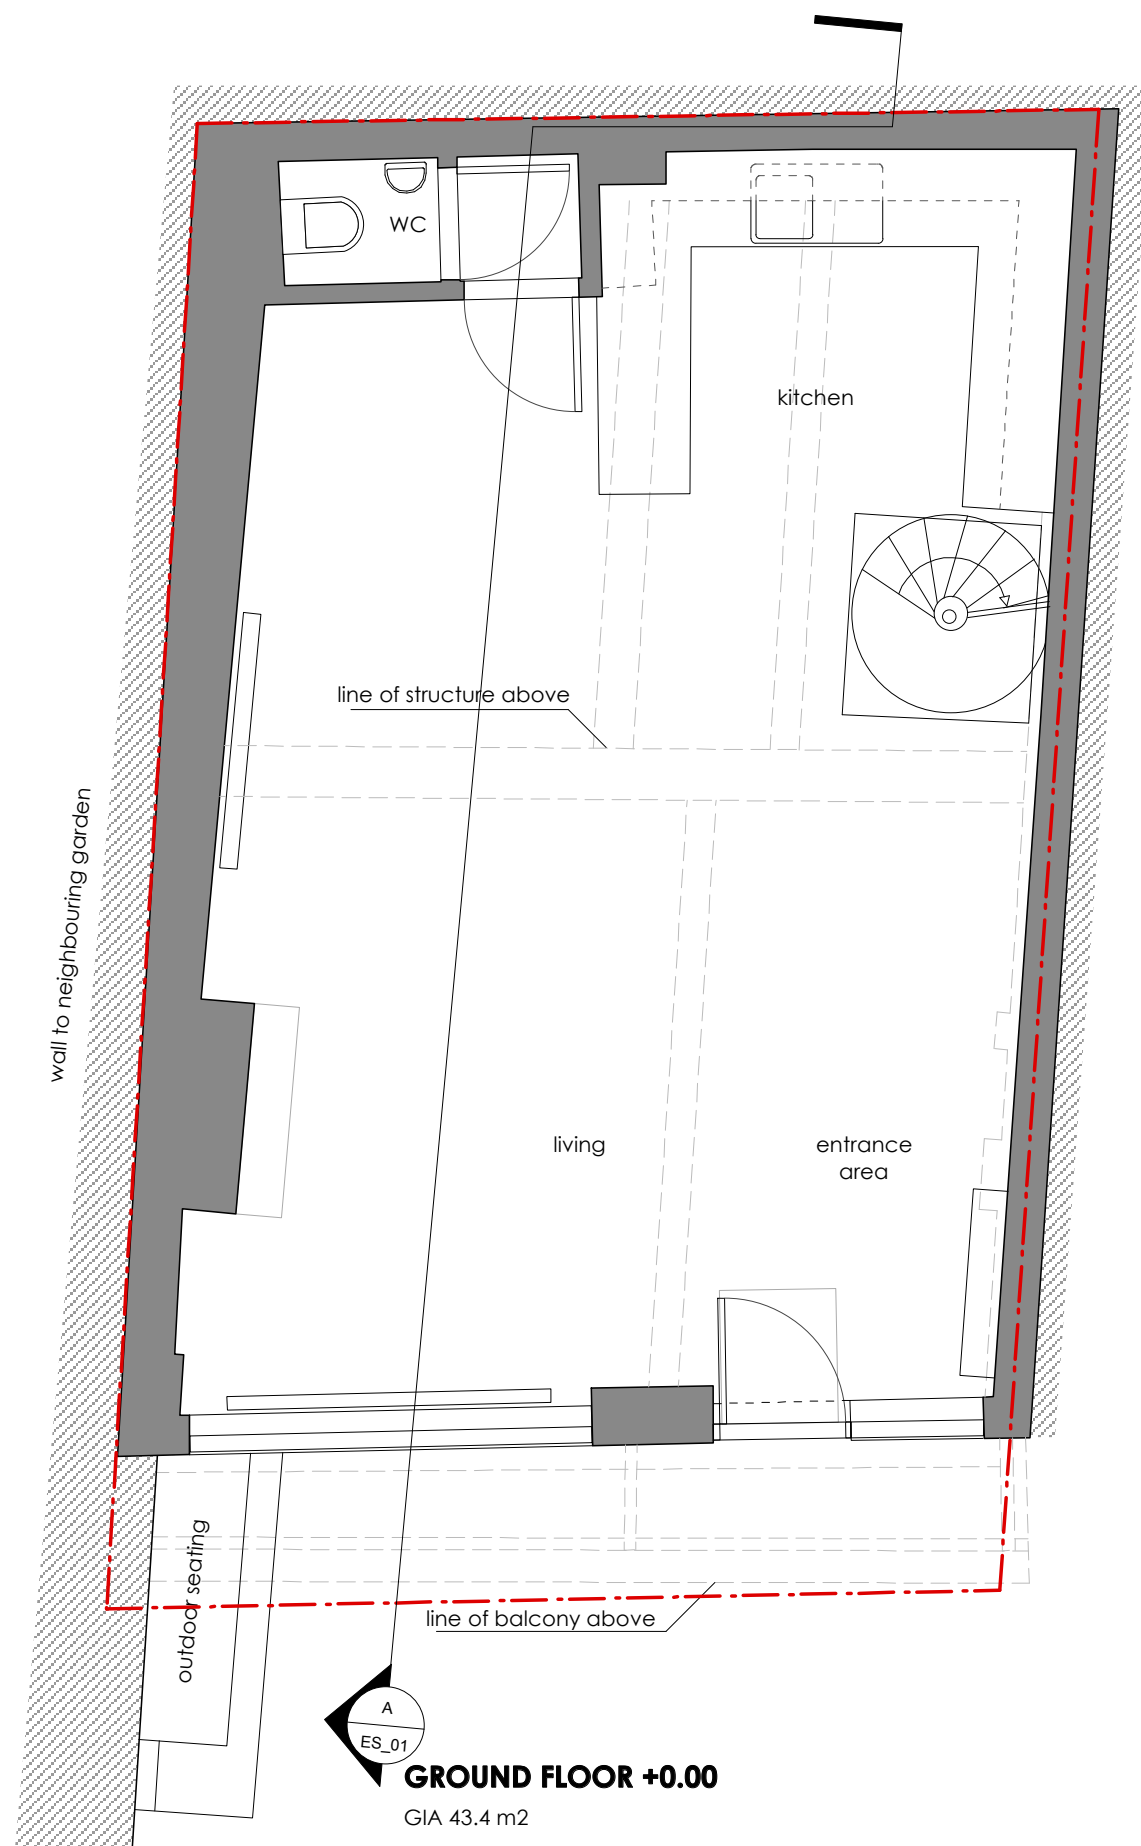 WC
kitchen
line of structure above
wall to neighbouring garden
living
entrance
area
outdoor seating
line of balcony above
A
ES_01
GROUND FLOOR +0.00
GIA 43.4 m2